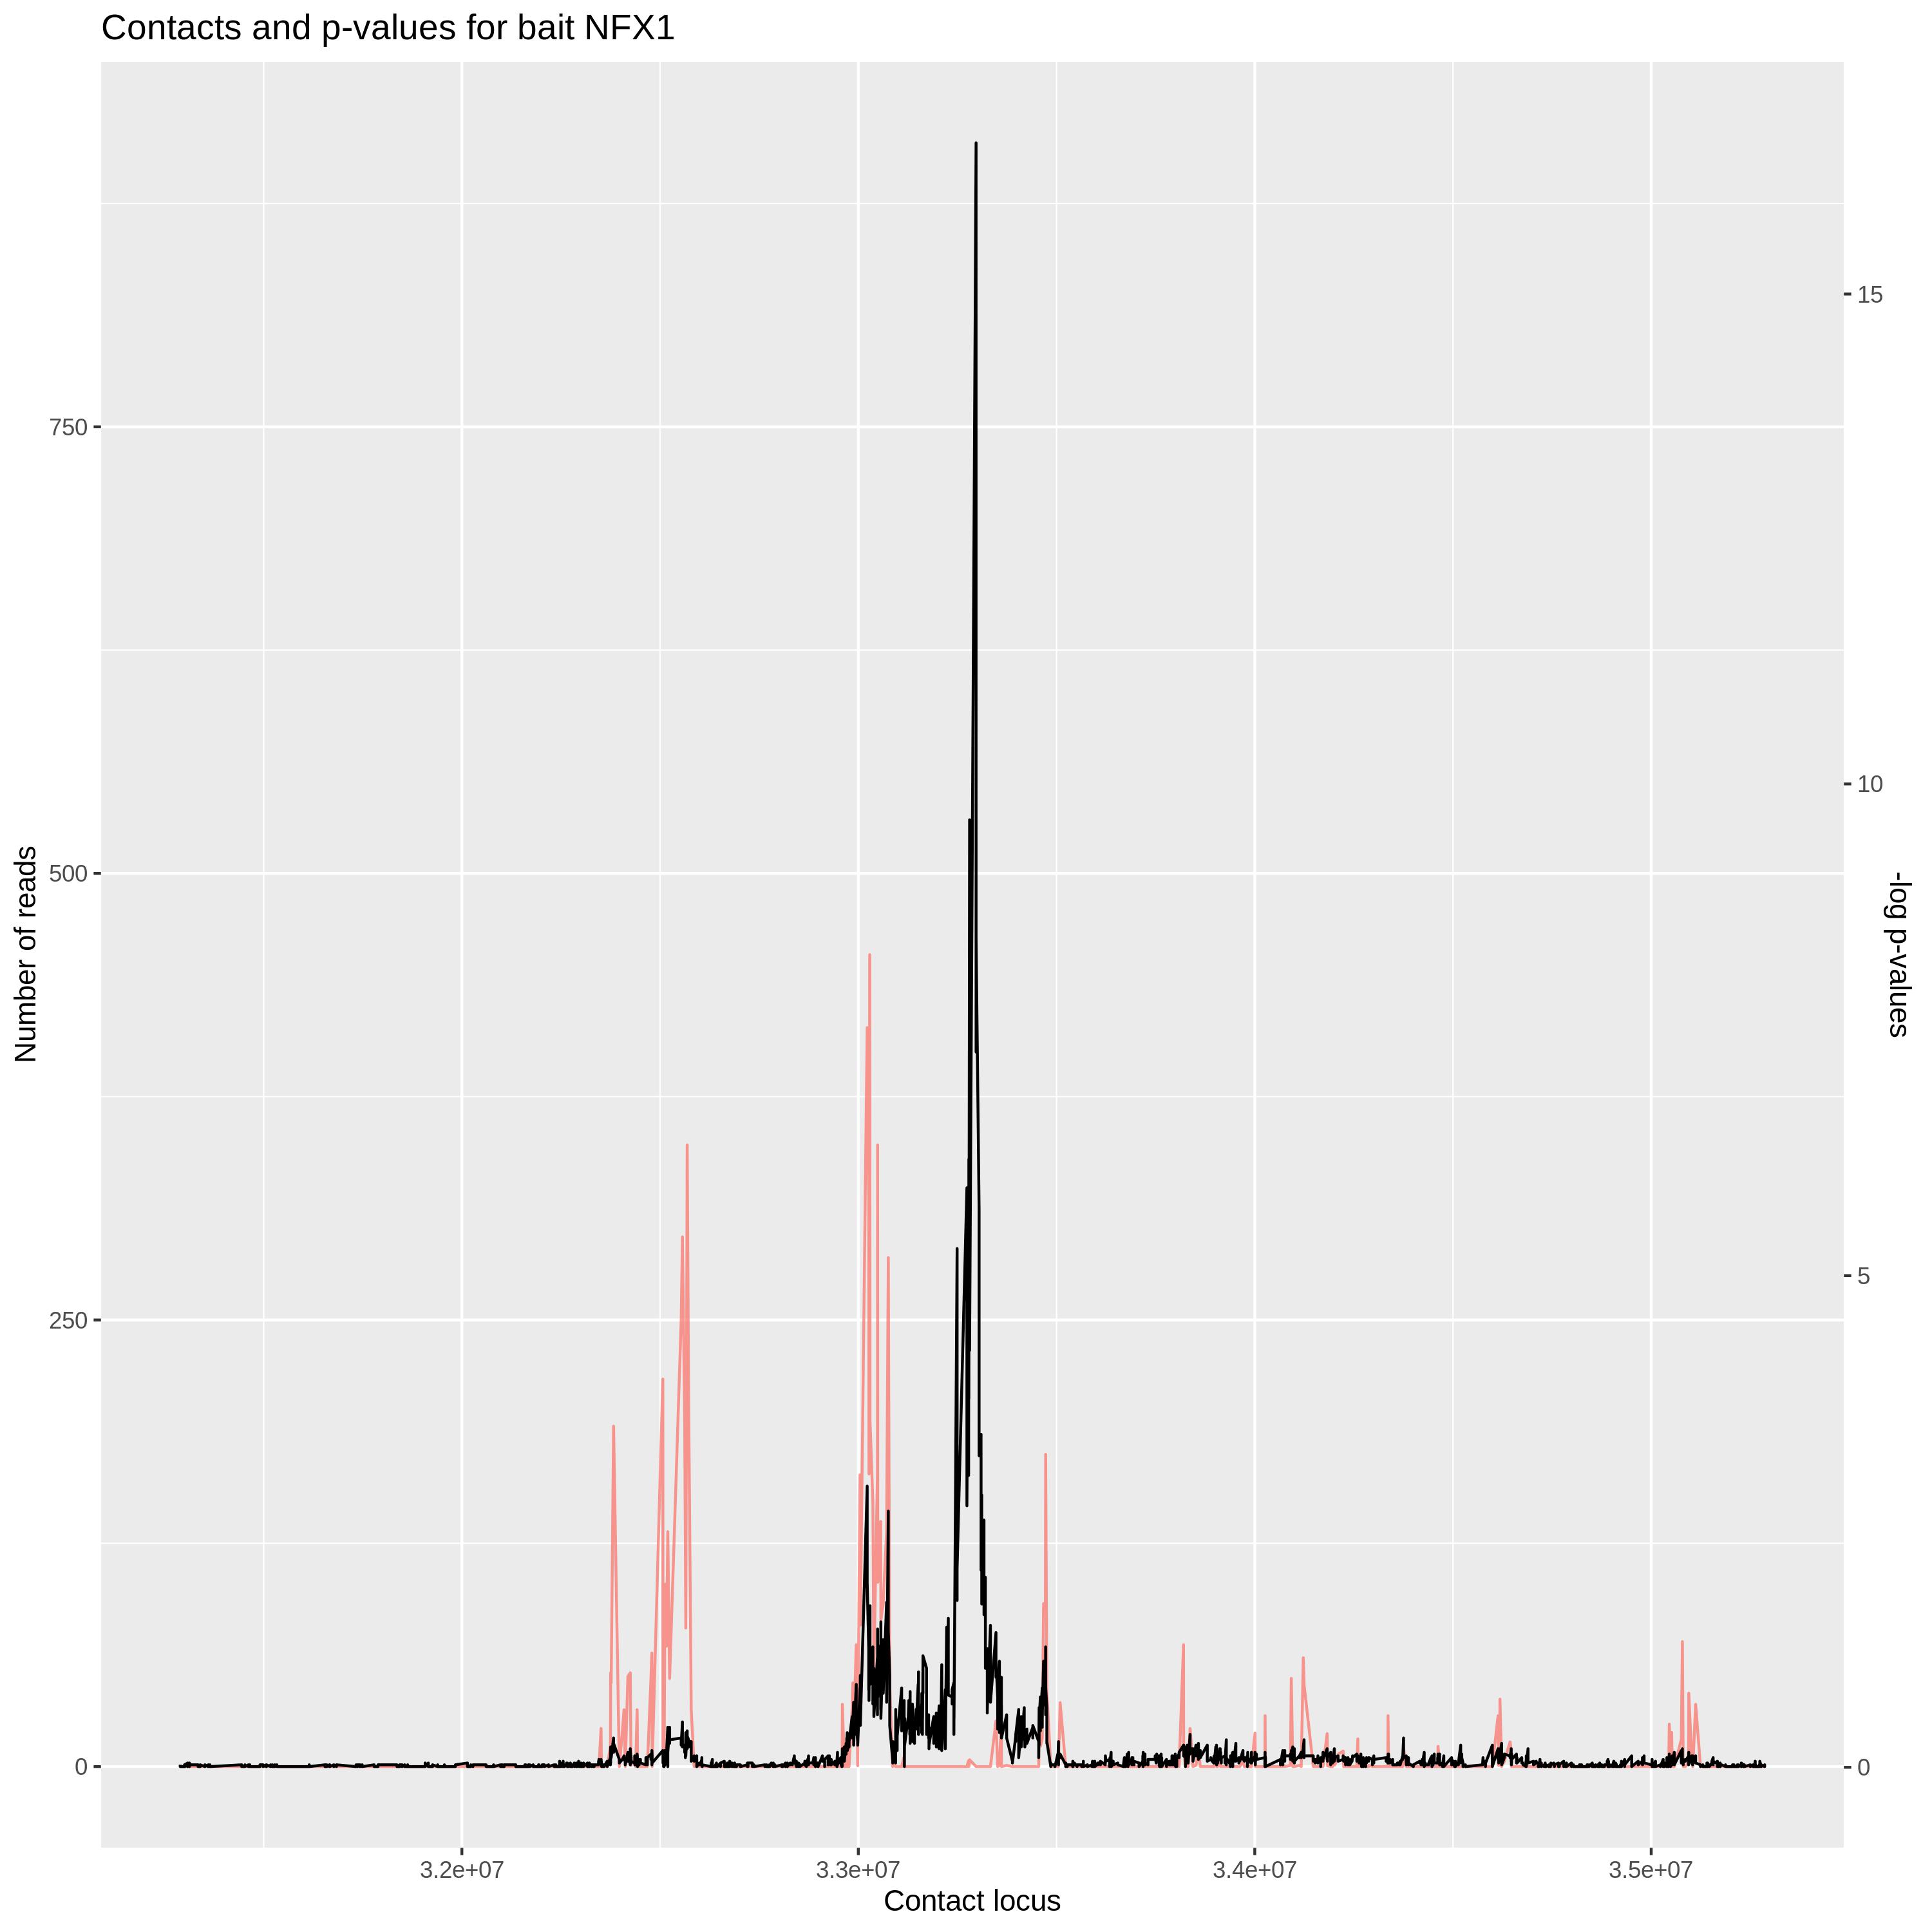 Contacts and p-values for bait NFX1
Number of reads
750
500
250
0
15
10
5
0
-log p-values
3.2e+07
3.3e+07
3.4e+07
3.5e+07
Contact locus